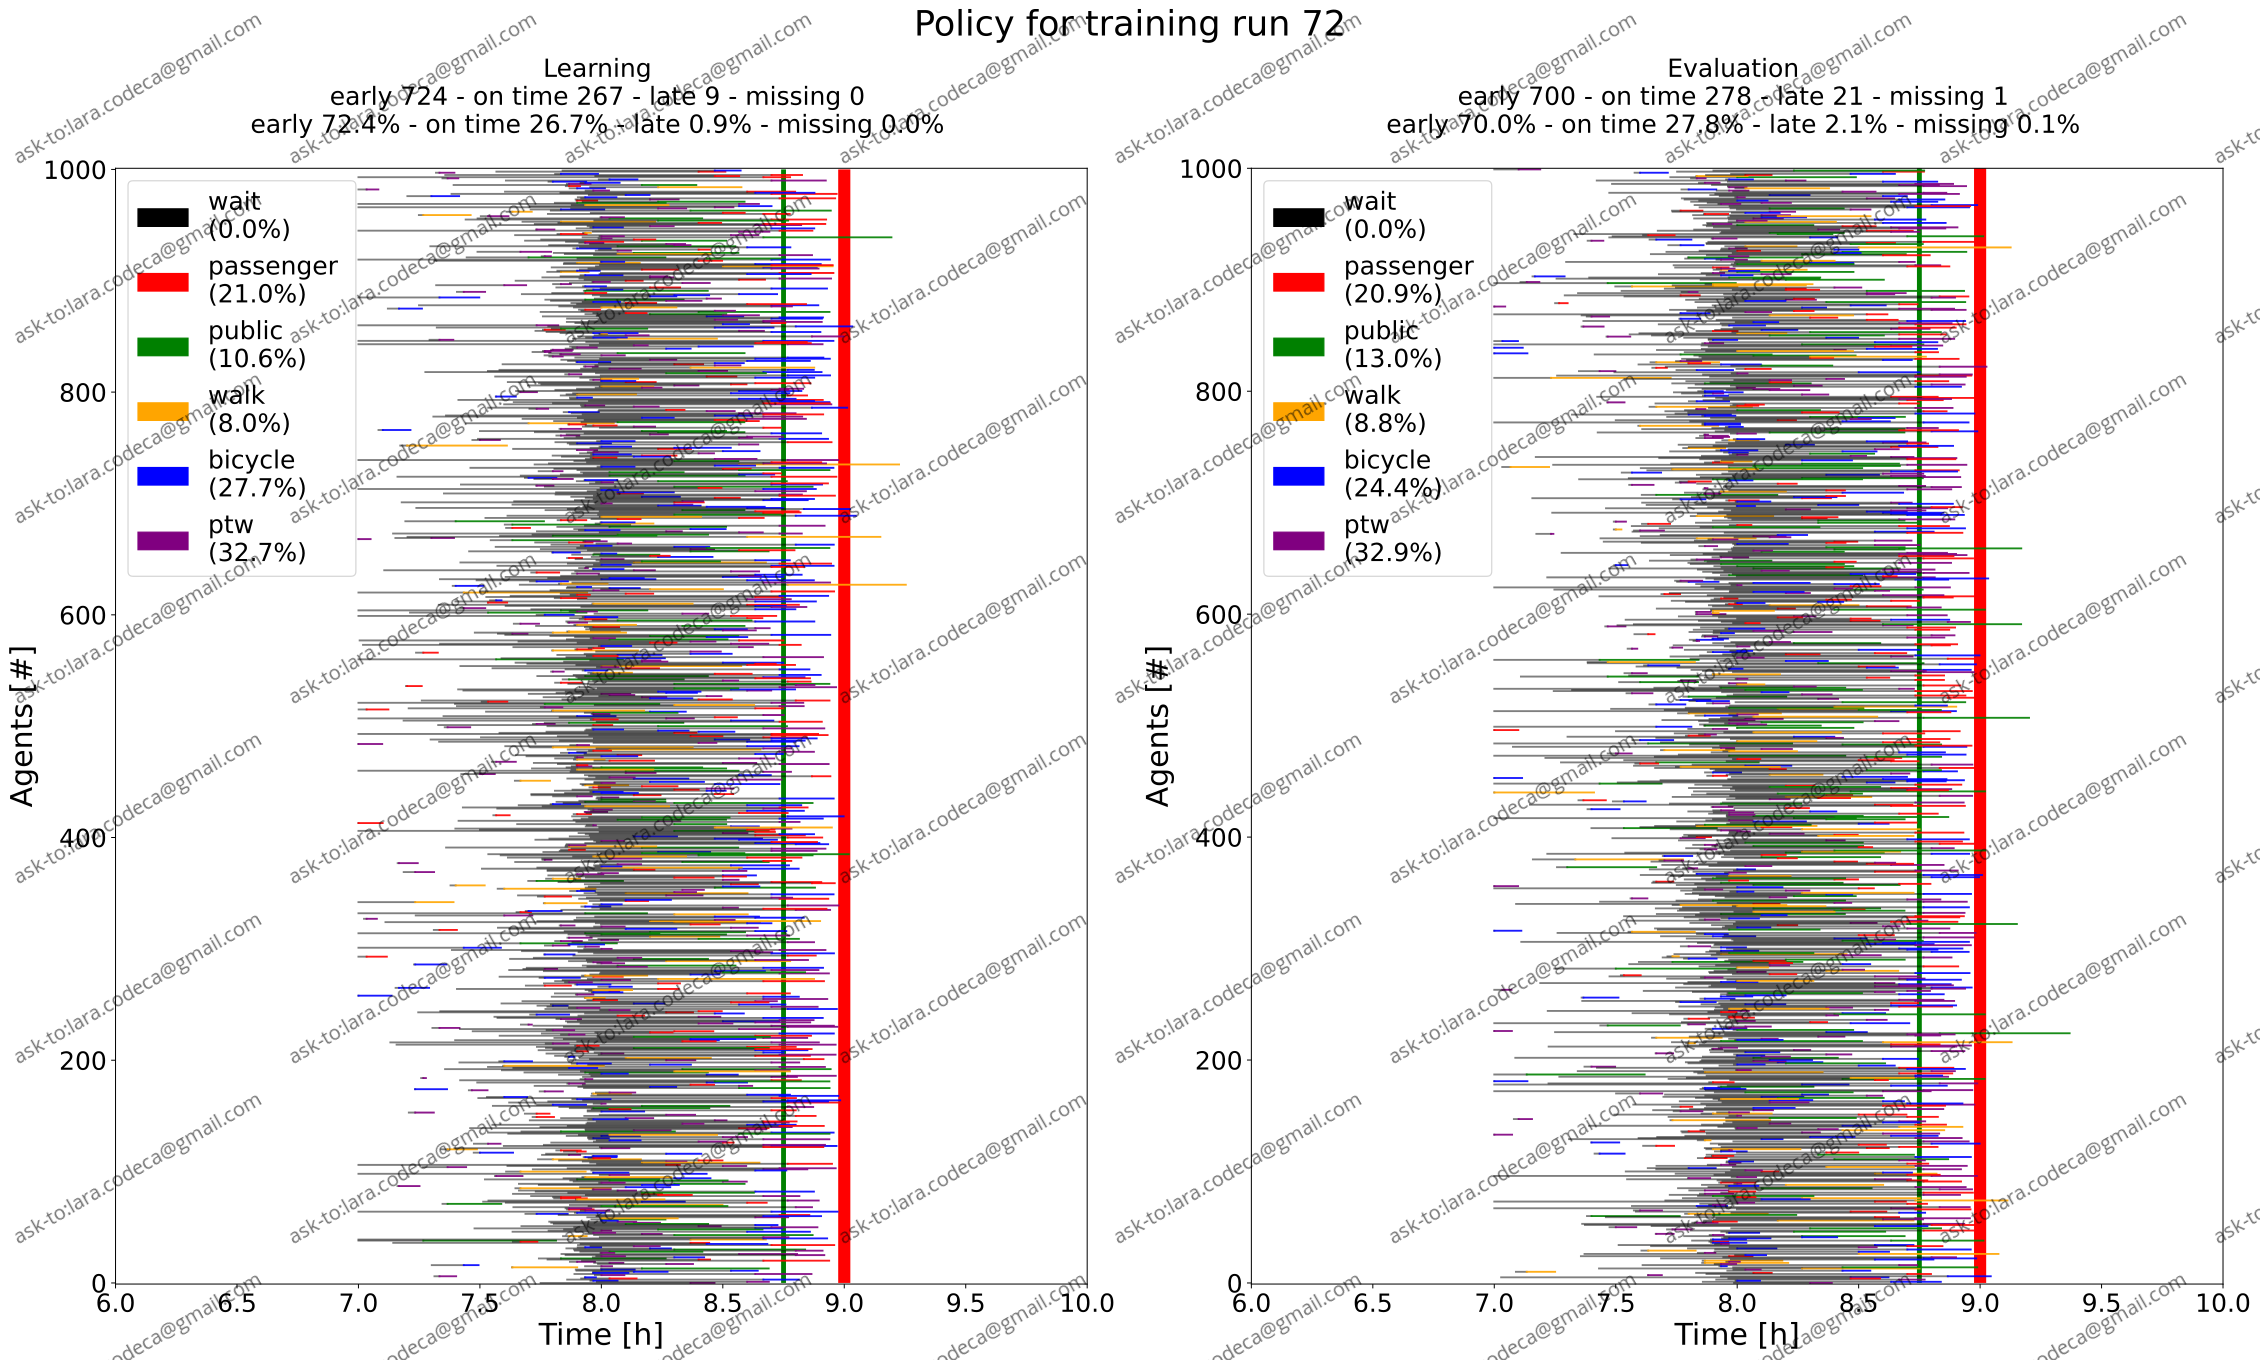 Policy for training run 72
Learning
early 724 - on time 267 - late 9 - missing 0
early 72.4% - on time 26.7% - late 0.9% - missing 0.0%
1000
800
600
400
200
0
Agents [#]
wait
(0.0%)
passenger
(21.0%)
public
(10.6%)
walk
(8.0%)
bicycle
(27.7%)
ptw
(32.7%)
6.0 6.5 7.0 7.5 8.0 8.5 9.0 9.5 10.0
Time [h]
Evaluation
early 700 - on time 278 - late 21 - missing 1
early 70.0% - on time 27.8% - late 2.1% - missing 0.1%
1000
800
600
400
200
0
Agents [#]
wait
(0.0%)
passenger
(20.9%)
public
(13.0%)
walk
(8.8%)
bicycle
(24.4%)
ptw
(32.9%)
6.0 6.5 7.0 7.5 8.0 8.5 9.0 9.5 10.0
Time [h]
ask-to:lara.codeca@gmail.com